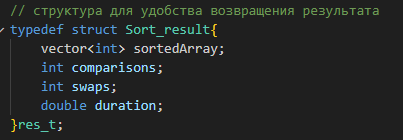 // структура для удобства возвращения результата
typedef struct Sort_result{
    vector<int> sortedArray;
    int comparisons;
    int swaps;
    double duration;
}res_t;